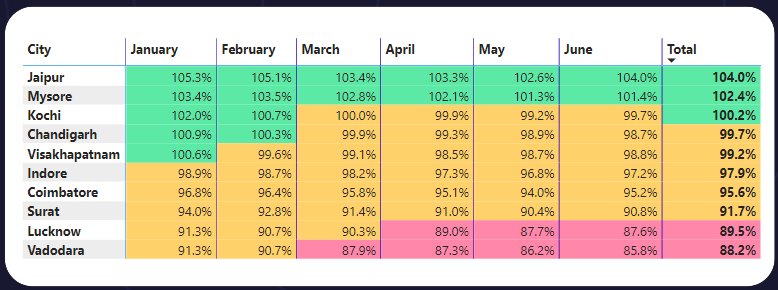 City January February March April May June Total
Jaipur 105.3% 105.1% 103.4% 103.3% 102.6% 104.0% 104.0%
Mysore 103.4% 103.5% 102.8% 102.1% 101.3% 101.4% 102.4%
Kochi 102.0% 100.7% 100.0% 99.9% 99.2% 99.7% 100.2%
Chandigarh 100.9% 100.3% 99.9% 99.3% 98.9% 98.7% 99.7%
Visakhapatnam 100.6% 99.6% 99.1% 98.5% 98.7% 98.8% 99.2%
Indore 98.9% 98.7% 98.2% 97.3% 96.8% 97.2% 97.9%
Coimbatore 96.8% 96.4% 95.8% 95.1% 94.0% 95.2% 95.6%
Surat 94.0% 92.8% 91.4% 91.0% 90.4% 90.8% 91.7%
Lucknow 91.3% 90.7% 90.3% 89.0% 87.7% 87.6% 89.5%
Vadodara 91.3% 90.7% 87.9% 87.3% 86.2% 85.8% 88.2%